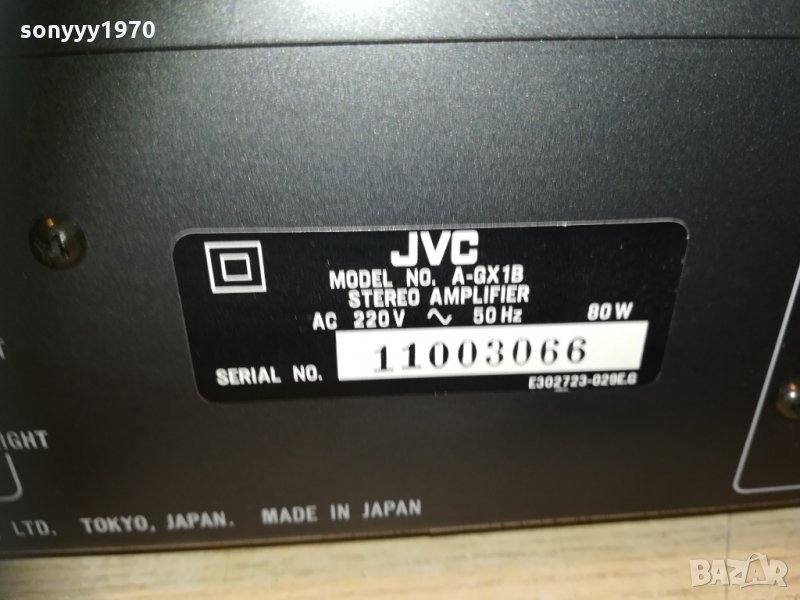 sonyyy1970
JVC
MODEL NO. A-GX1B
STEREO AMPLIFIER
AC 220V ~ 50Hz 80W
SERIAL NO. 11003066
E302723-029E.G
IGHT
LTD. TOKYO, JAPAN. MADE IN JAPAN
BAZAR